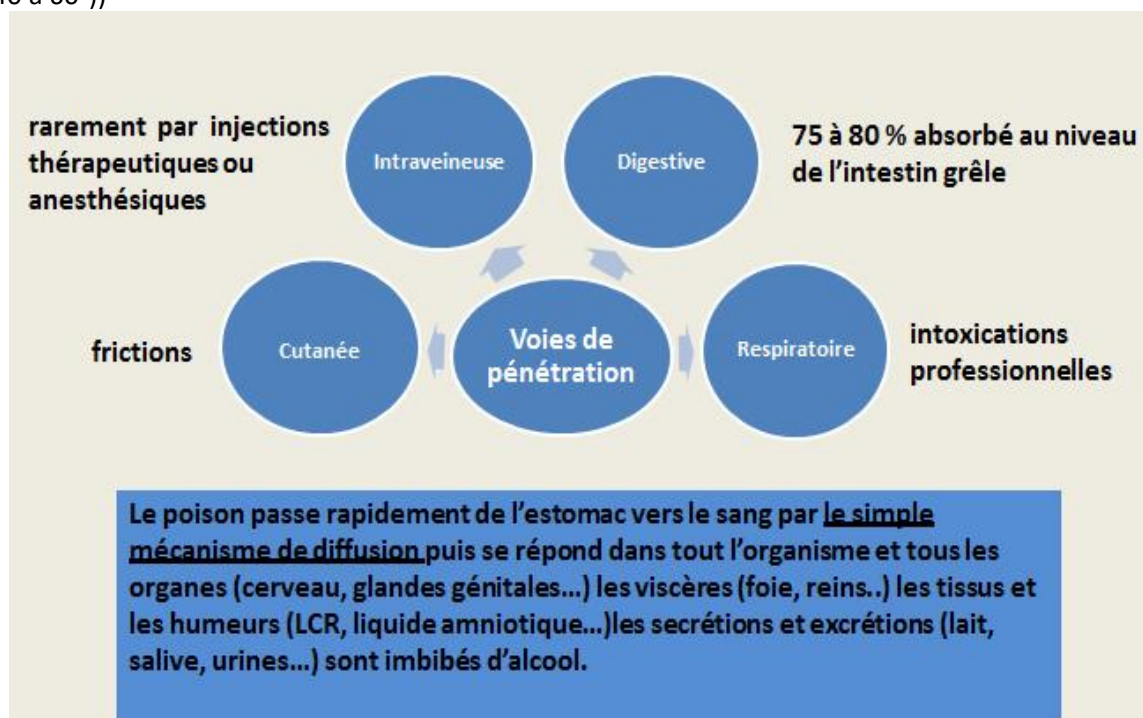 rarement par injections
thérapeutiques ou
anesthésiques
Intraveineuse
Digestive
75 à 80 % absorbé au niveau
de l'intestin grêle
frictions
Cutanée
Voies de
pénétration
Respiratoire
intoxications
professionnelles
Le poison passe rapidement de l'estomac vers le sang par le simple
mécanisme de diffusion puis se répond dans tout l'organisme et tous les
organes (cerveau, glandes génitales...) les viscères (foie, reins..) les tissus et
les humeurs (LCR, liquide amniotique...)les secrétions et excrétions (lait,
salive, urines...) sont imbibés d'alcool.